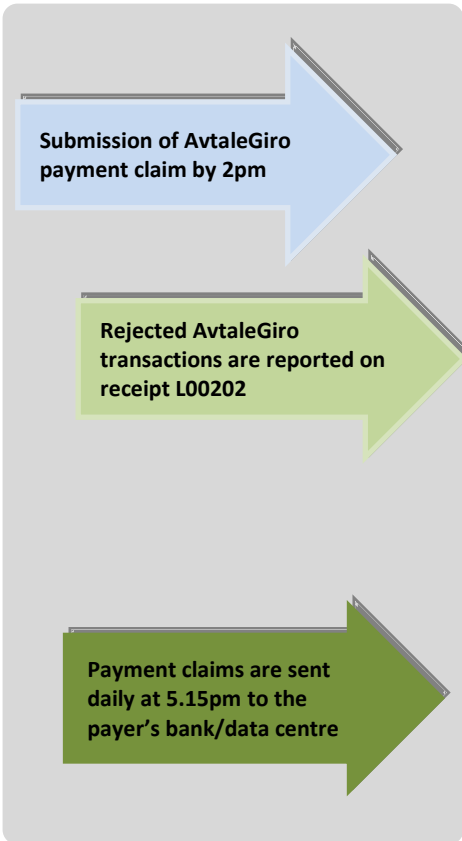 Submission of AvtaleGiro
payment claim by 2pm
Rejected AvtaleGiro
transactions are reported on
receipt L00202
Payment claims are sent
daily at 5.15pm to the
payer’s bank/data centre